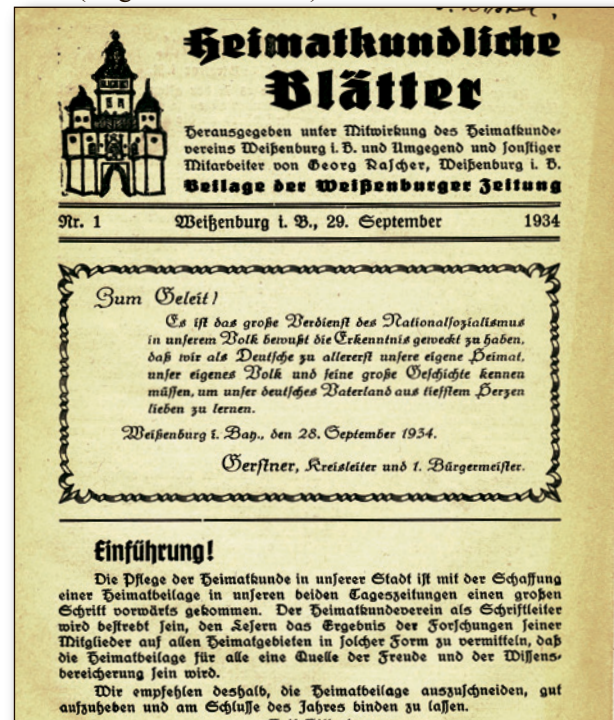 Heimatkundliche
Blätter
Herausgegeben unter Mitwirkung des Heimatkunde-
vereins Weißenburg i. B. und Umgegend und sonstiger
Mitarbeiter von Georg Rascher, Weißenburg i. B.
Beilage der Weißenburger Zeitung
Nr. 1 Weißenburg i. B., 29. September 1934
Zum Geleit!
Es ist das große Verdienst des Nationalsozialismus
in unserem Volk bewußt die Erkenntnis geweckt zu haben,
daß wir als Deutsche zu allererst unsere eigene Heimat,
unser eigenes Volk und seine große Geschichte kennen
müssen, um unser deutsches Vaterland aus tiefstem Herzen
lieben zu lernen.
Weißenburg i. Bay., den 28. September 1934.
Gerstner, Kreisleiter und 1. Bürgermeister.
Einführung!
Die Pflege der Heimatkunde in unserer Stadt ist mit der Schaffung
einer Heimatbeilage in unseren beiden Tageszeitungen einen großen
Schritt vorwärts gekommen. Der Heimatkundeverein als Schriftleiter
wird bestrebt sein, den Lesern das Ergebnis der Forschungen seiner
Mitglieder auf allen Heimatgebieten in solcher Form zu vermitteln, daß
die Heimatbeilage für alle eine Quelle der Freude und der Wissens-
bereicherung sein wird.
Wir empfehlen deshalb, die Heimatbeilage auszuschneiden, gut
aufzuheben und am Schlusse des Jahres binden zu lassen.